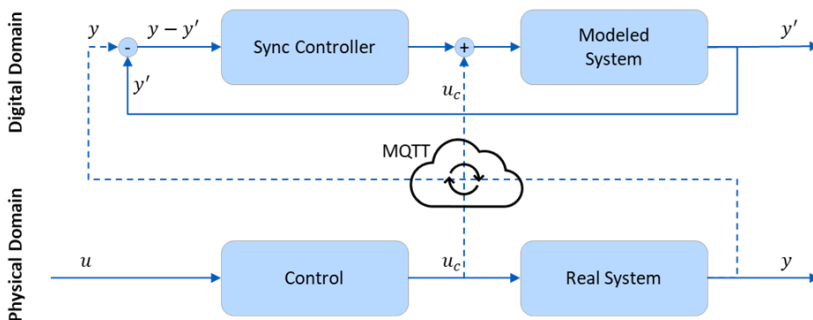 Digital Domain
y
-
y − y′
Sync Controller
+
Modeled
System
y′
y′
u_c
MQTT
Physical Domain
u
Control
u_c
Real System
y